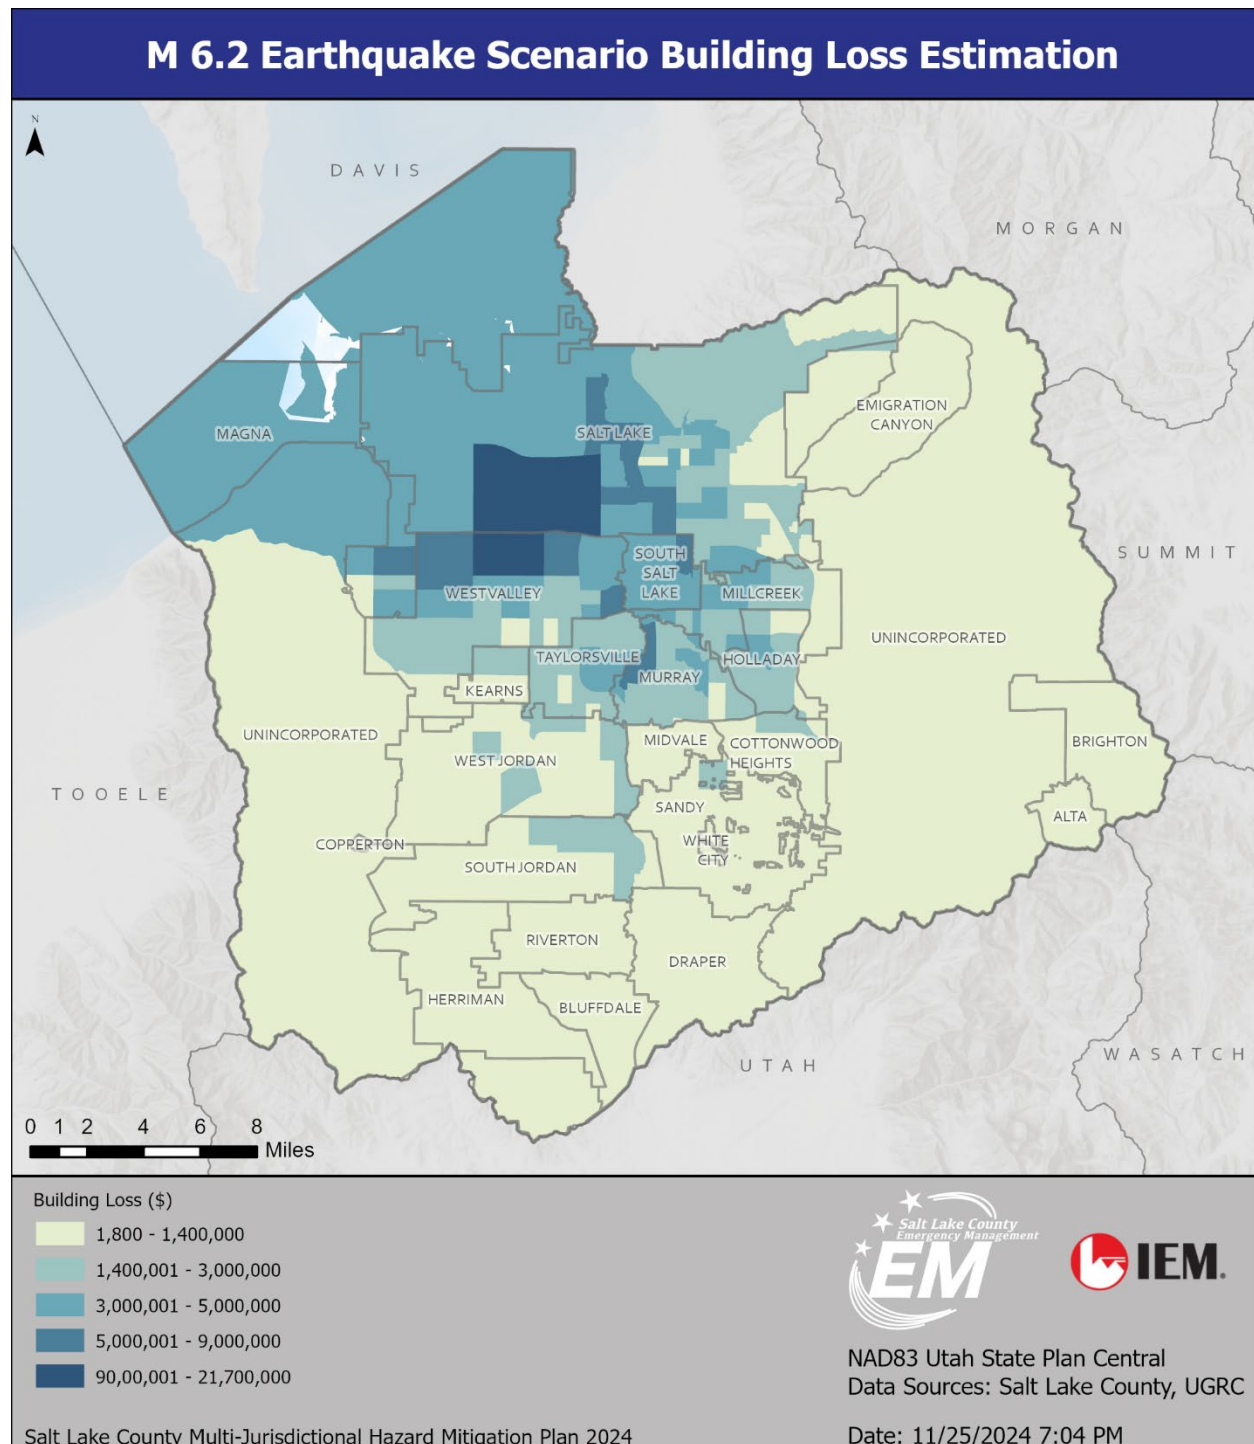 M 6.2 Earthquake Scenario Building Loss Estimation
N
DAVIS
MORGAN
EMIGRATION
CANYON
MAGNA
SALT LAKE
SUMMIT
SOUTH
SALT
LAKE
WEST VALLEY
MILLCREEK
UNINCORPORATED
TAYLORSVILLE
HOLLADAY
MURRAY
KEARNS
UNINCORPORATED
MIDVALE
COTTONWOOD
HEIGHTS
BRIGHTON
WEST JORDAN
TOOELE
SANDY
ALTA
WHITE
CITY
COPPERTON
SOUTH JORDAN
RIVERTON
DRAPER
HERRIMAN
BLUFFDALE
UTAH
WASATCH
0 1 2 4 6 8
Miles
Building Loss ($)
1,800 - 1,400,000
1,400,001 - 3,000,000
3,000,001 - 5,000,000
5,000,001 - 9,000,000
90,00,001 - 21,700,000
Salt Lake County
Emergency Management
EM
IEM.
NAD83 Utah State Plan Central
Data Sources: Salt Lake County, UGRC
Salt Lake County Multi-Jurisdictional Hazard Mitigation Plan 2024
Date: 11/25/2024 7:04 PM